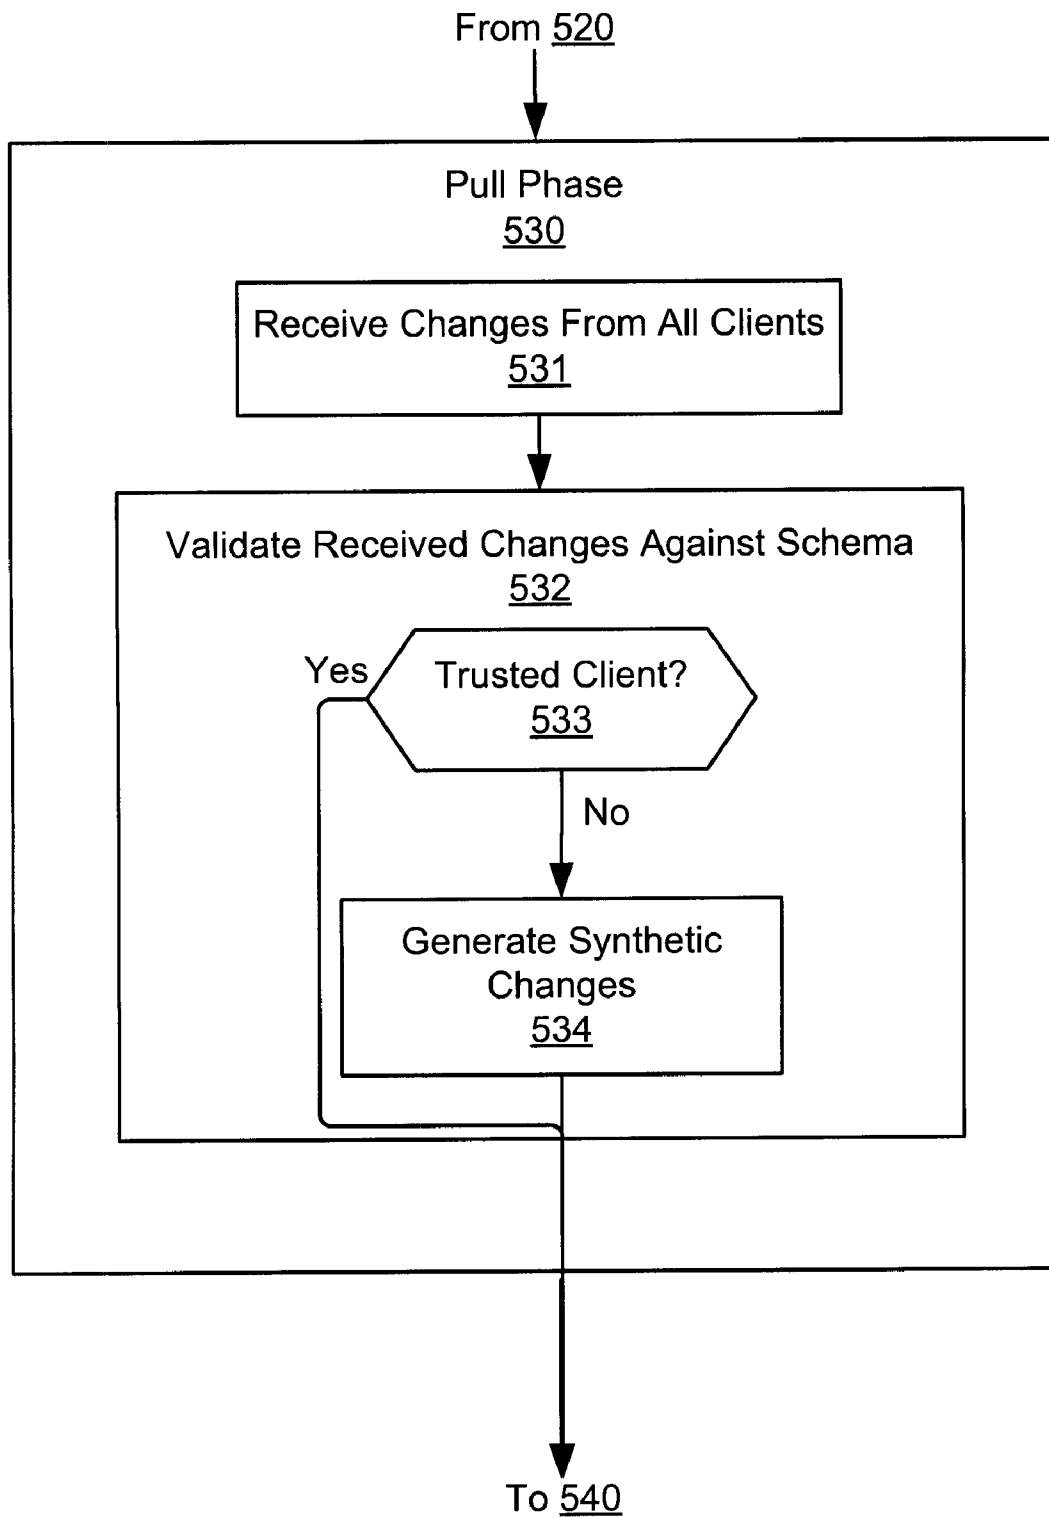 From 520
Pull Phase
530
Receive Changes From All Clients
531
Validate Received Changes Against Schema
532
Yes
Trusted Client?
533
No
Generate Synthetic
Changes
534
To 540